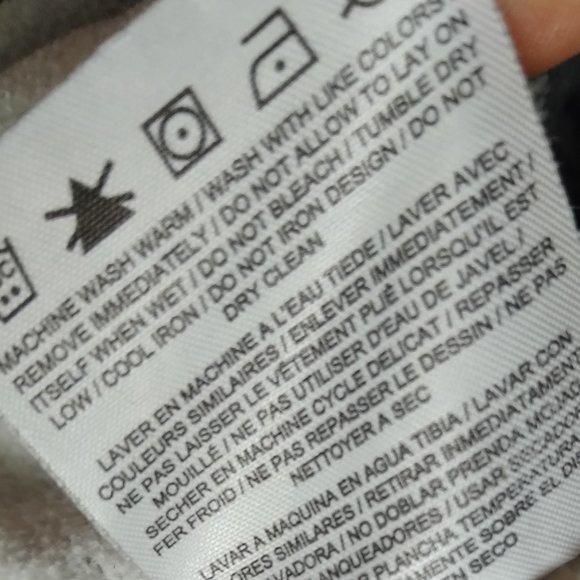 MACHINE WASH WARM / WASH WITH LIKE COLORS
REMOVE IMMEDIATELY / DO NOT ALLOW TO LAY ON
ITSELF WHEN WET / DO NOT BLEACH / TUMBLE DRY
LOW / COOL IRON / DO NOT IRON DESIGN / DO NOT
DRY CLEAN
LAVER EN MACHINE A L'EAU TIEDE / LAVER AVEC
COULEURS SIMILAIRES / ENLEVER IMMEDIATEMENT /
NE PAS LAISSER LE VÊTEMENT PLIÉ LORSQU'IL EST
MOUILLÉ / NE PAS UTILISER D'EAU DE JAVEL /
SECHER EN MACHINE CYCLE DELICAT / REPASSER
FER FROID / NE PAS REPASSER LE DESSIN / NE PAS
NETTOYER A SEC
LAVAR A MAQUINA EN AGUA TIBIA / LAVAR CON
SIMILARES / RETIRAR
/ NO DOBLAR PRENDA
/ USAR
PLANCHA TEMPERATURA
SOBRE EL
EN SECO